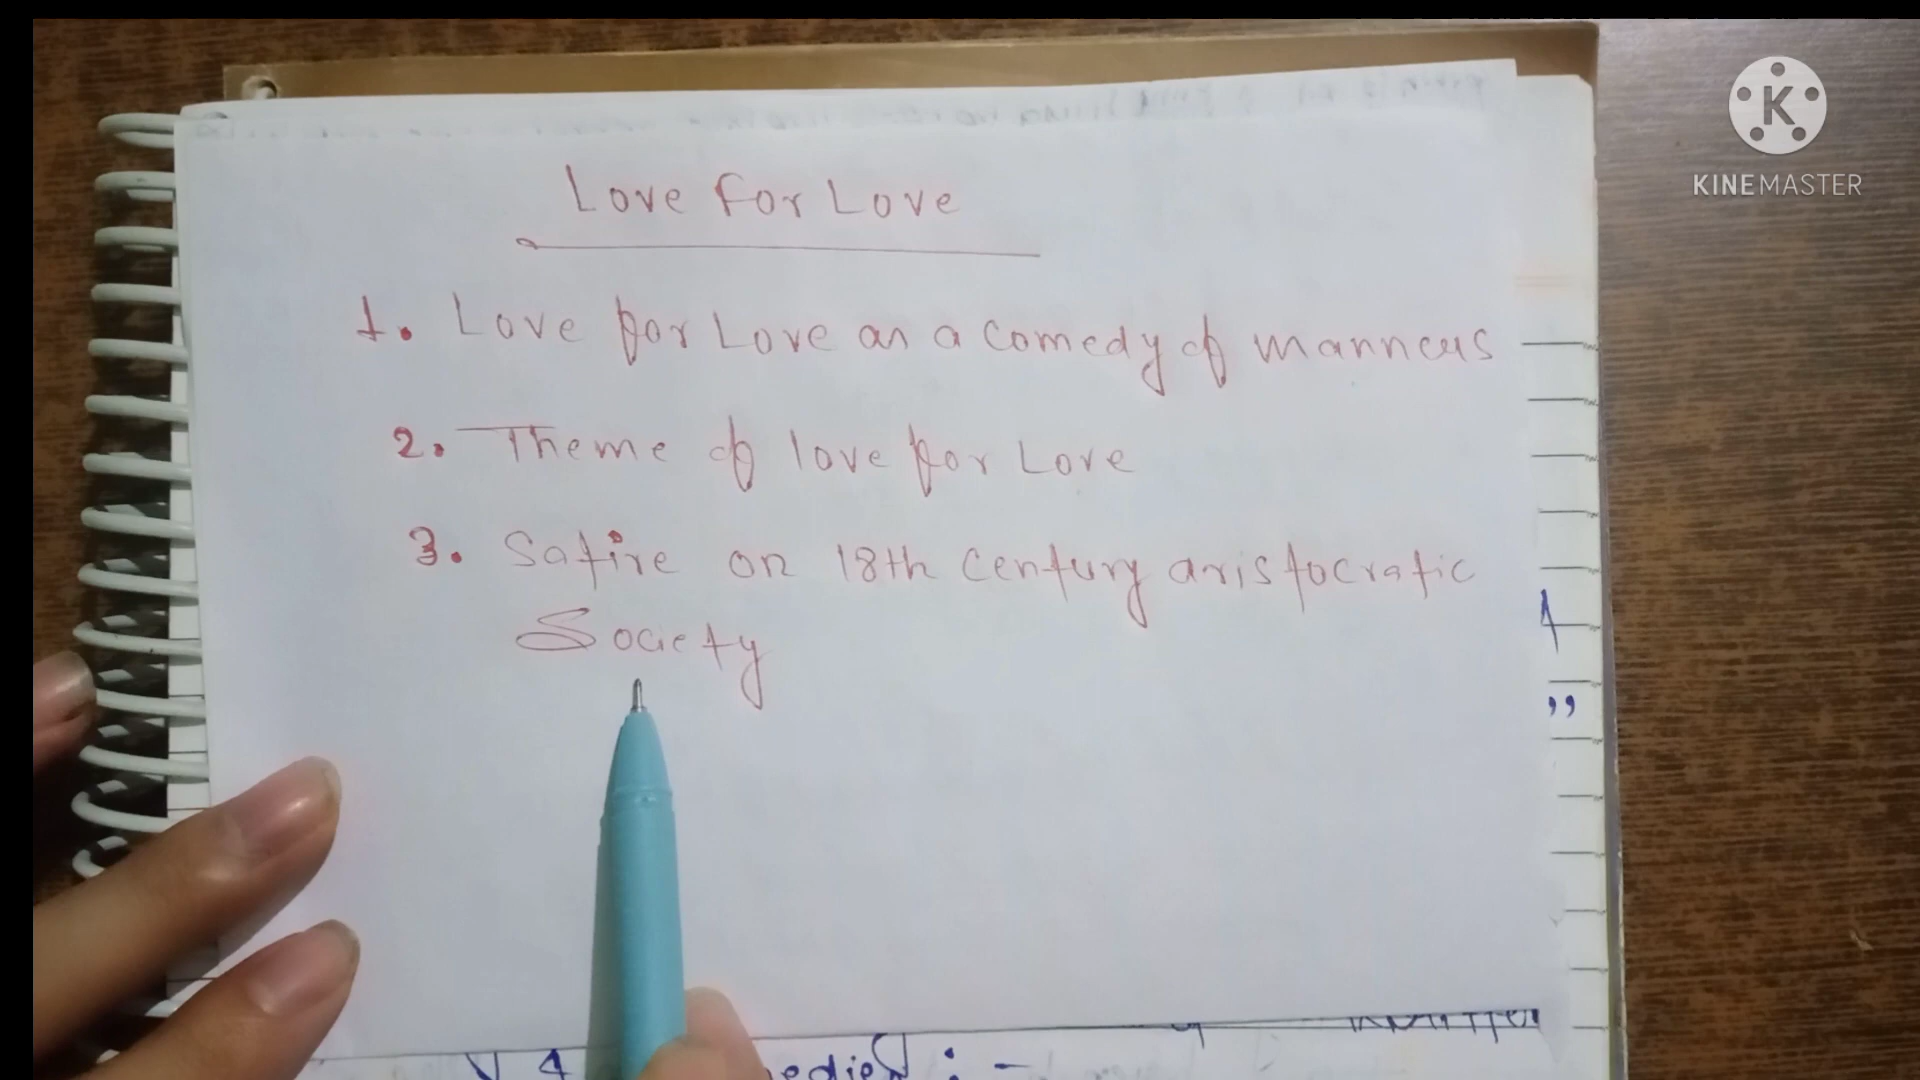 KINEMASTER
Love For Love
1. Love for Love as a comedy of manners
2. Theme of love for Love
3. Satire on 18th Century aristocratic
Society
,,
4